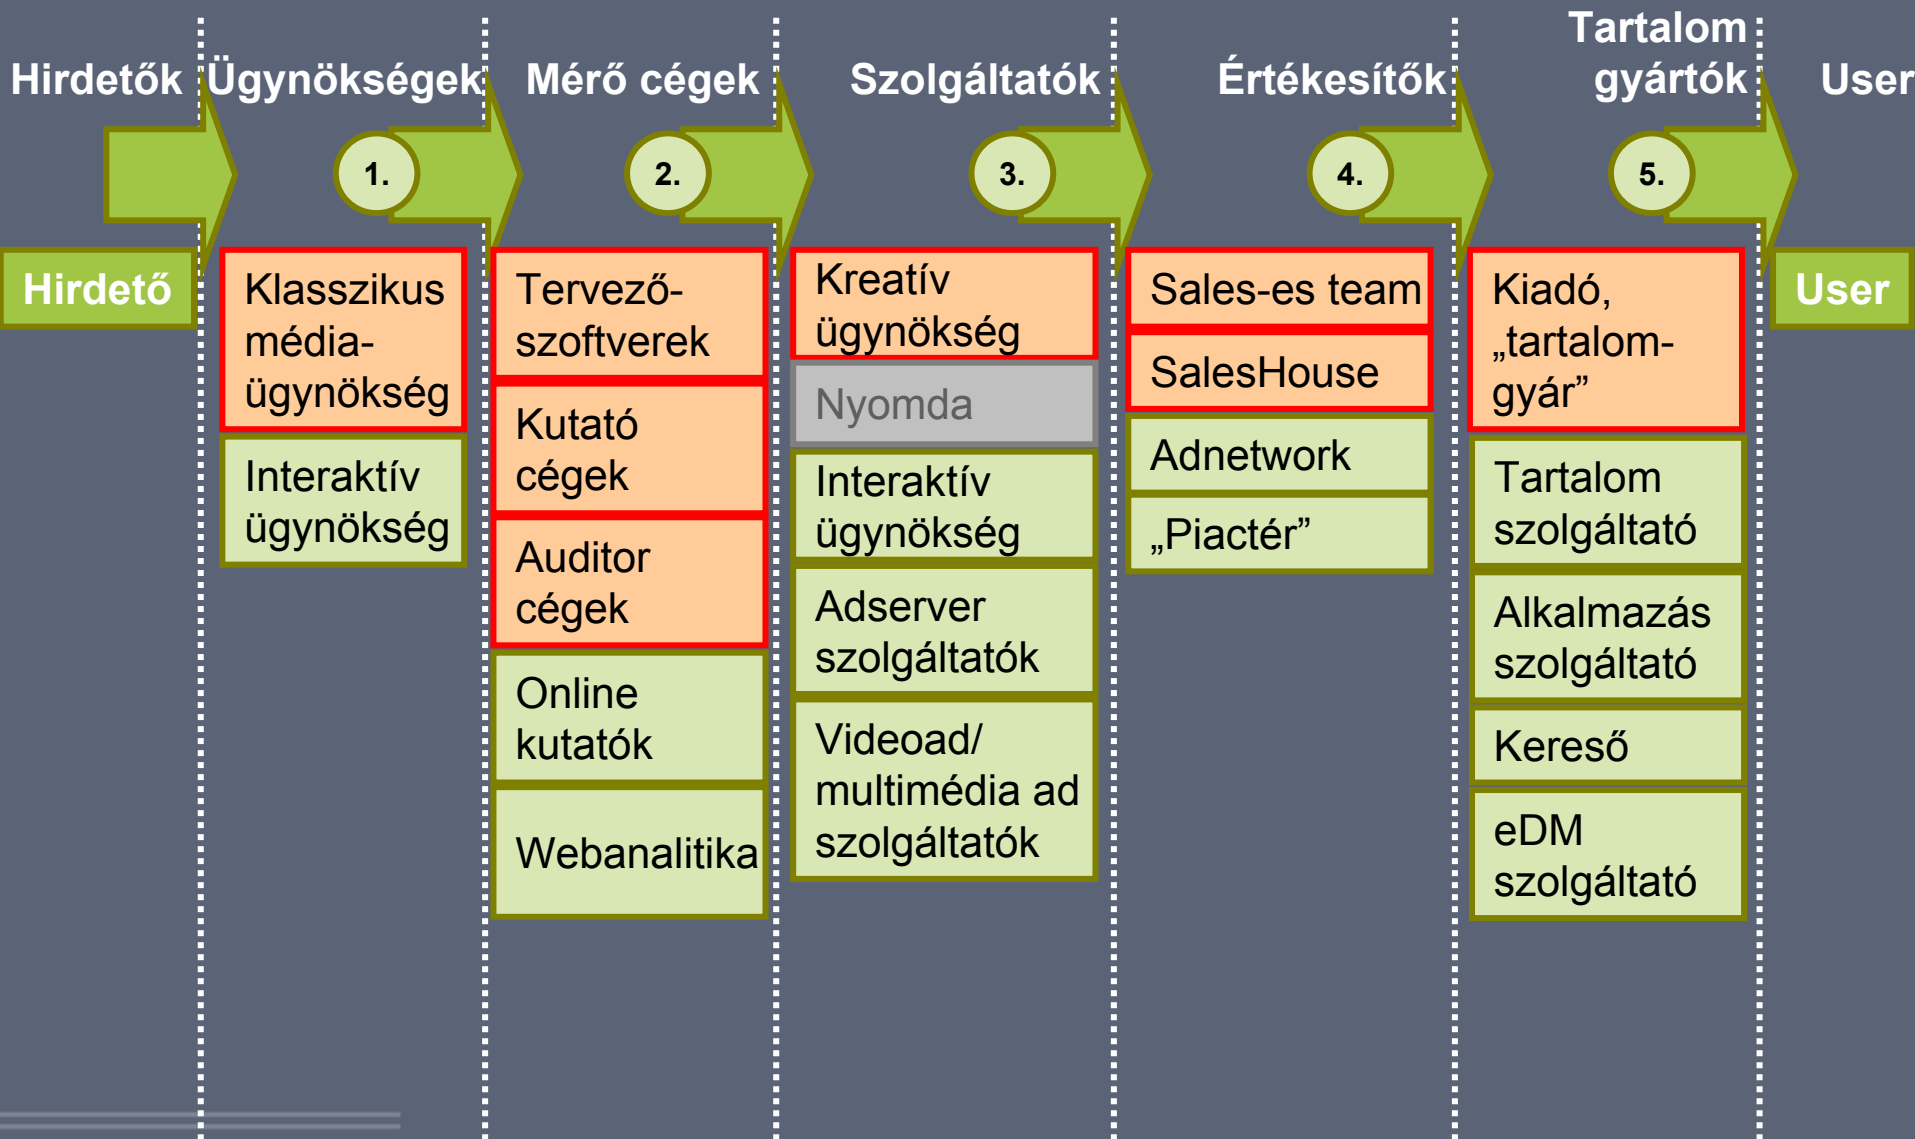 Hirdetők
Ügynökségek
Mérő cégek
Szolgáltatók
Értékesítők
Tartalom
gyártók
User
1.
2.
3.
4.
5.
Hirdető
Klasszikus
média-
ügynökség
Interaktív
ügynökség
Tervező-
szoftverek
Kutató
cégek
Auditor
cégek
Online
kutatók
Webanalitika
Kreatív
ügynökség
Nyomda
Interaktív
ügynökség
Adserver
szolgáltatók
Videoad/
multimédia ad
szolgáltatók
Sales-es team
SalesHouse
Adnetwork
„Piactér”
Kiadó,
„tartalom-
gyár”
Tartalom
szolgáltató
Alkalmazás
szolgáltató
Kereső
eDM
szolgáltató
User